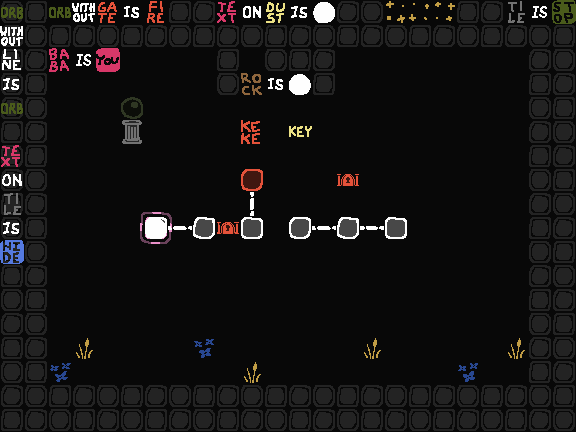 ORB ORB WITHOUT GATE IS FIRE TEXT ON DUST IS TILE IS STOP
WITHOUT
LINE BABA IS YOU
IS ROCK IS
ORB
KEKE KEY
TEXT
ON
TILE
IS
HIDE